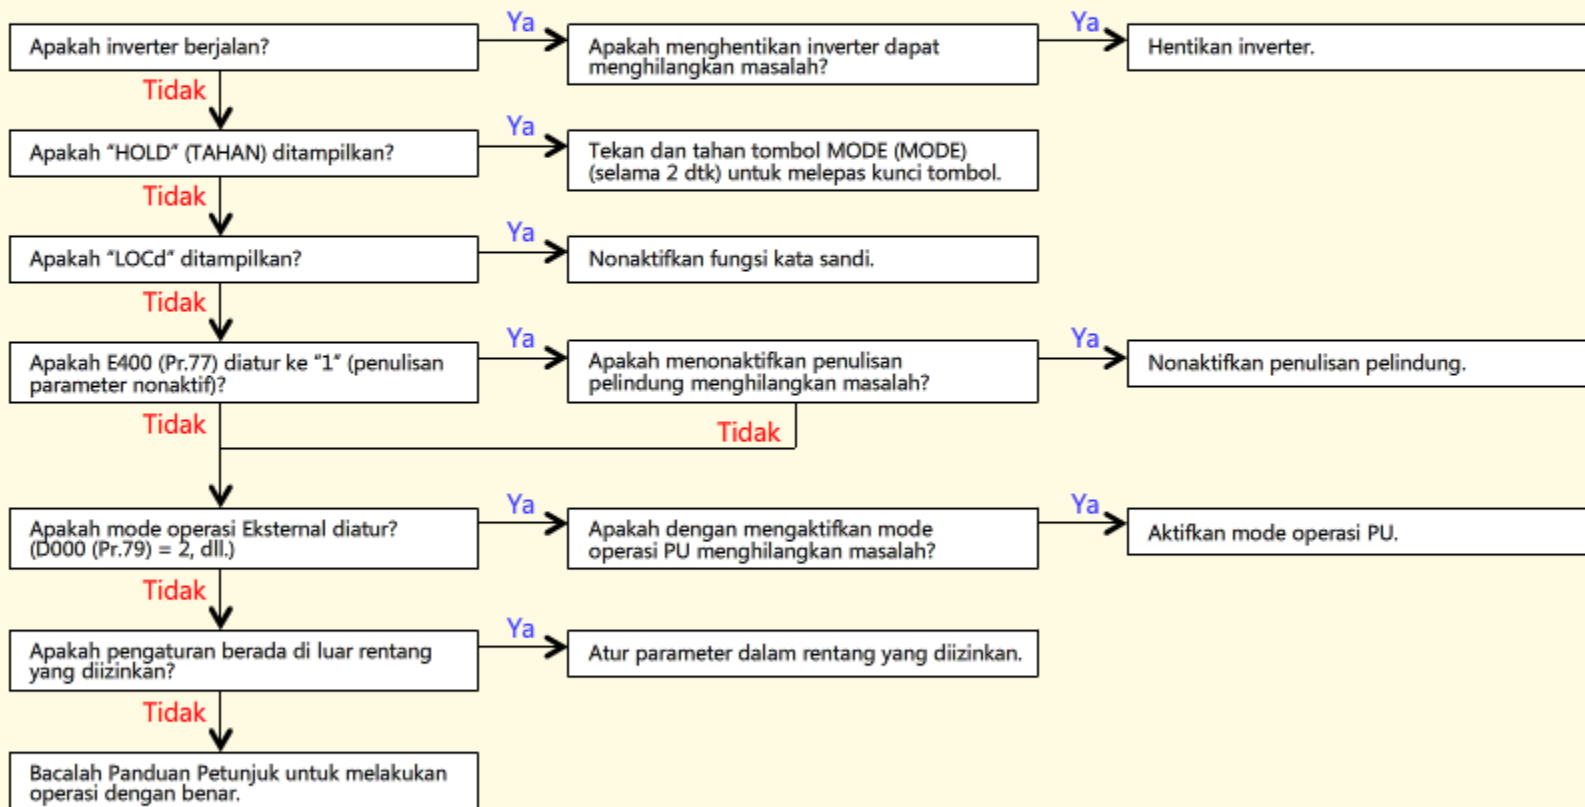 Apakah inverter berjalan?
Ya
Apakah menghentikan inverter dapat
menghilangkan masalah?
Ya
Hentikan inverter.
Tidak
Apakah “HOLD” (TAHAN) ditampilkan?
Ya
Tekan dan tahan tombol MODE (MODE)
(selama 2 dtk) untuk melepas kunci tombol.
Tidak
Apakah “LOCd” ditampilkan?
Ya
Nonaktifkan fungsi kata sandi.
Tidak
Apakah E400 (Pr.77) diatur ke “1” (penulisan
parameter nonaktif)?
Ya
Apakah menonaktifkan penulisan
pelindung menghilangkan masalah?
Ya
Nonaktifkan penulisan pelindung.
Tidak
Tidak
Apakah mode operasi Eksternal diatur?
(D000 (Pr.79) = 2, dll.)
Ya
Apakah dengan mengaktifkan mode
operasi PU menghilangkan masalah?
Ya
Aktifkan mode operasi PU.
Tidak
Apakah pengaturan berada di luar rentang
yang diizinkan?
Ya
Atur parameter dalam rentang yang diizinkan.
Tidak
Bacalah Panduan Petunjuk untuk melakukan
operasi dengan benar.